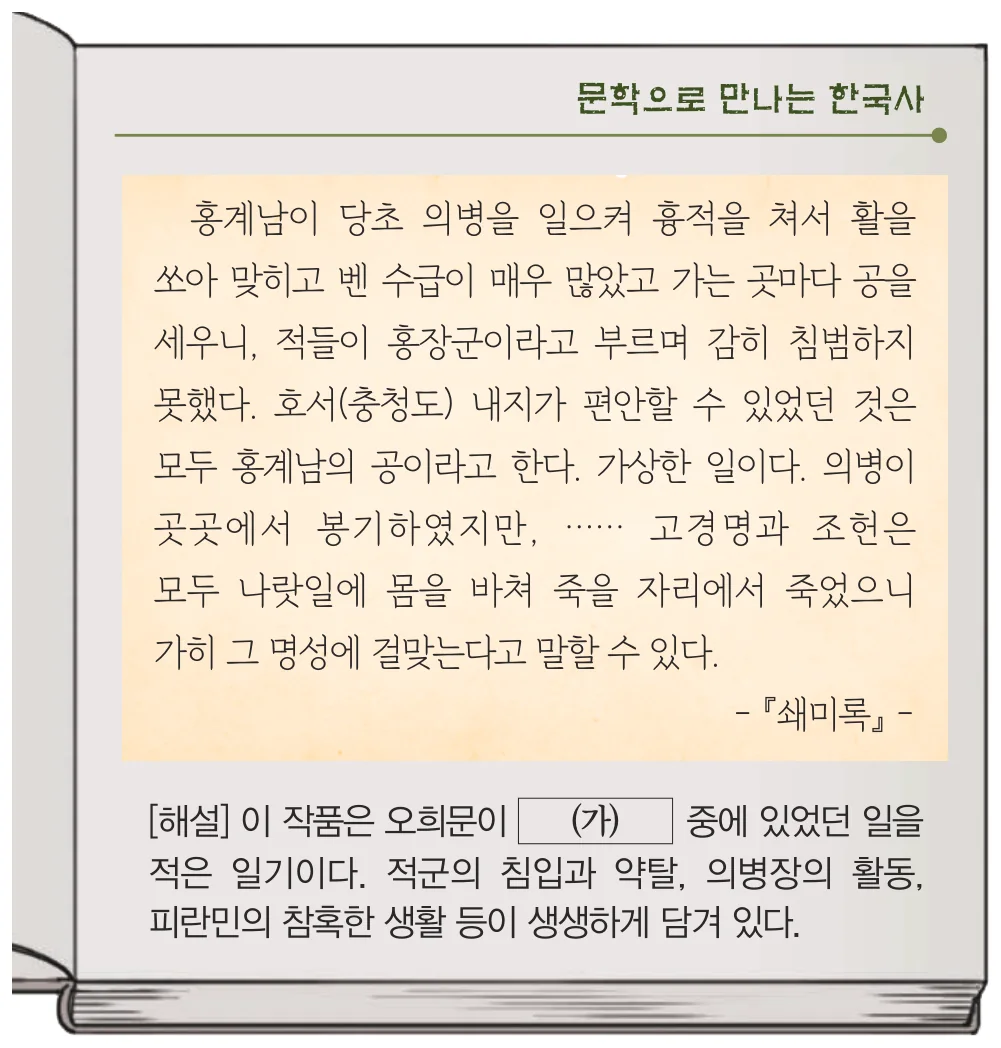 문학으로 만나는 한국사
홍계남이 당초 의병을 일으켜 흉적을 쳐서 활을
쏘아 맞히고 벤 수급이 매우 많았고 가는 곳마다 공을
세우니, 적들이 홍장군이라고 부르며 감히 침범하지
못했다. 호서(충청도) 내지가 편안할 수 있었던 것은
모두 홍계남의 공이라고 한다. 가상한 일이다. 의병이
곳곳에서 봉기하였지만, …… 고경명과 조헌은
모두 나랏일에 몸을 바쳐 죽을 자리에서 죽었으니
가히 그 명성에 걸맞는다고 말할 수 있다.
-『쇄미록』-
[해설] 이 작품은 오희문이 (가) 중에 있었던 일을
적은 일기이다. 적군의 침입과 약탈, 의병장의 활동,
피란민의 참혹한 생활 등이 생생하게 담겨 있다.